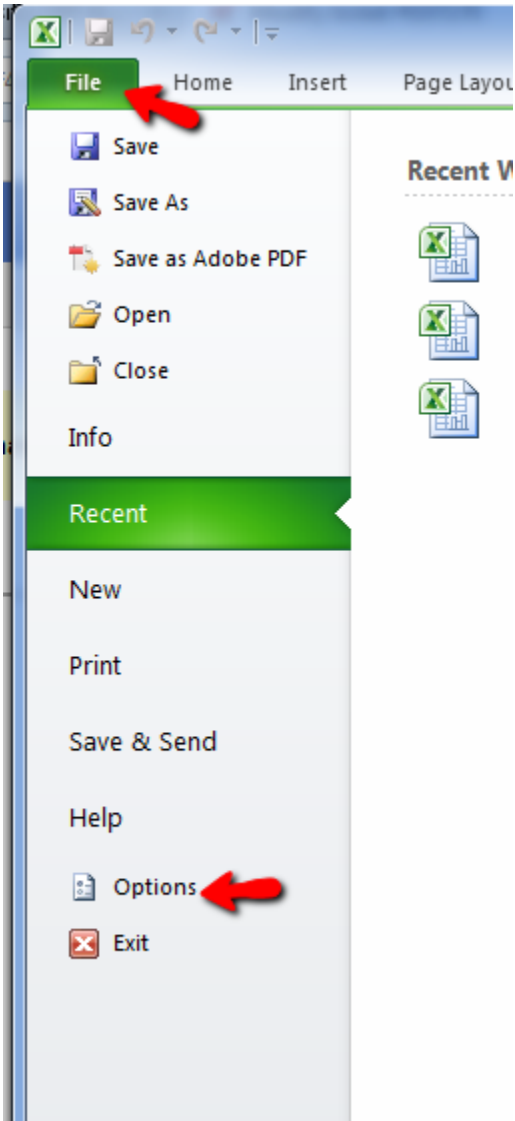 File Home Insert Page Layou
Save
Recent W
Save As
Save as Adobe PDF
Open
Close
Info
Recent
New
Print
Save & Send
Help
Options
Exit